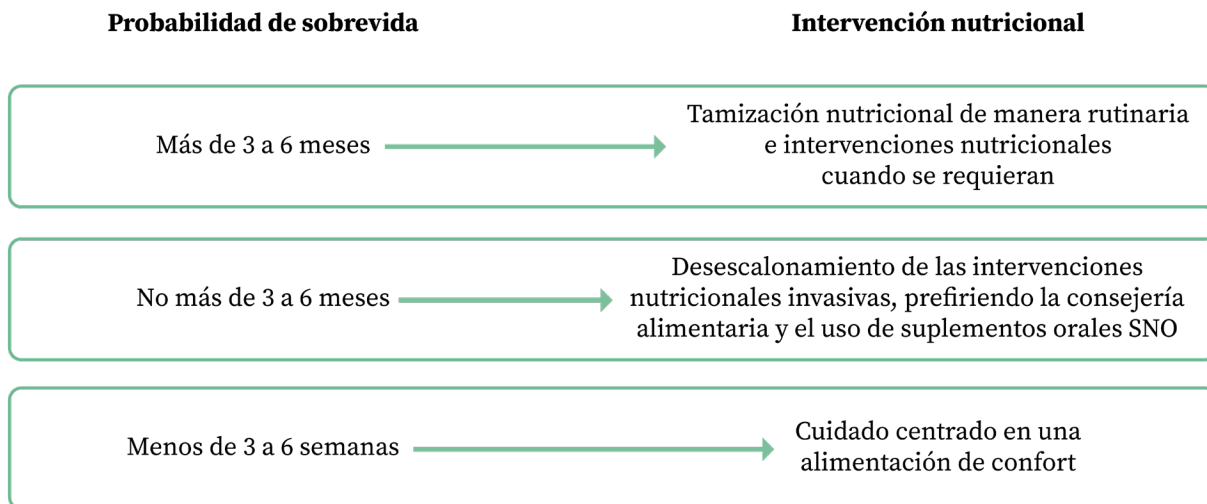 Probabilidad de sobrevida
Intervención nutricional
Más de 3 a 6 meses
Tamización nutricional de manera rutinaria
e intervenciones nutricionales
cuando se requieran
No más de 3 a 6 meses
Desescalonamiento de las intervenciones
nutricionales invasivas, prefiriendo la consejería
alimentaria y el uso de suplementos orales SNO
Menos de 3 a 6 semanas
Cuidado centrado en una
alimentación de confort